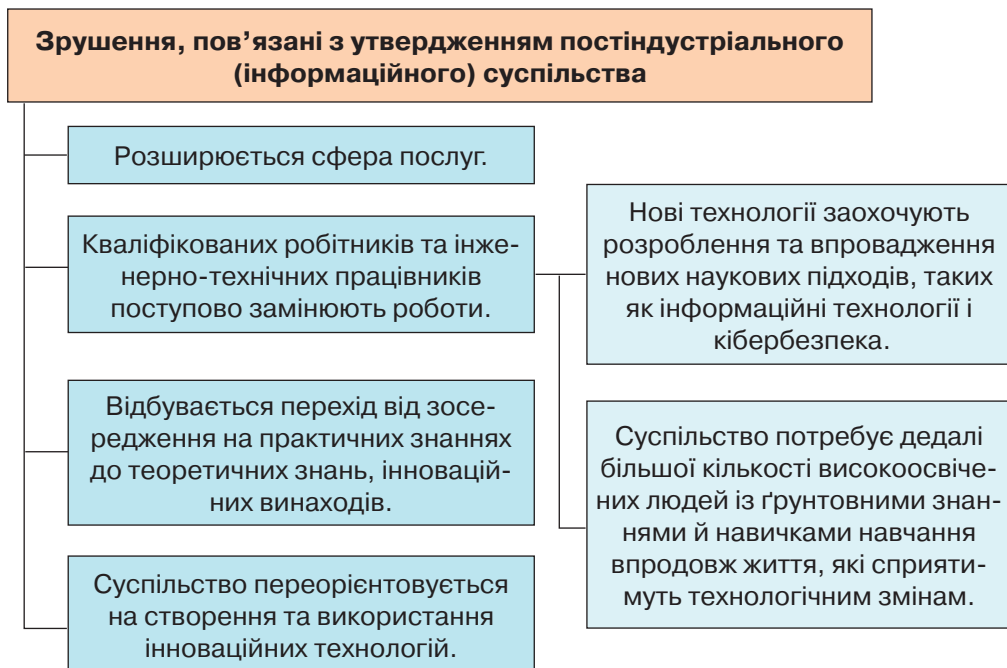 Зрушення, пов’язані з утвердженням постіндустріального
(інформаційного) суспільства
Розширюється сфера послуг.
Кваліфікованих робітників та інже-
нерно-технічних працівників
поступово замінюють роботи.
Відбувається перехід від зосе-
редження на практичних знаннях
до теоретичних знань, інновацій-
них винаходів.
Суспільство переорієнтовується
на створення та використання
інноваційних технологій.
Нові технології заохочують
розроблення та впровадження
нових наукових підходів, таких
як інформаційні технології і
кібербезпека.
Суспільство потребує дедалі
більшої кількості високоосвіче-
них людей із ґрунтовними знан-
нями й навичками навчання
впродовж життя, які сприяти-
муть технологічним змінам.